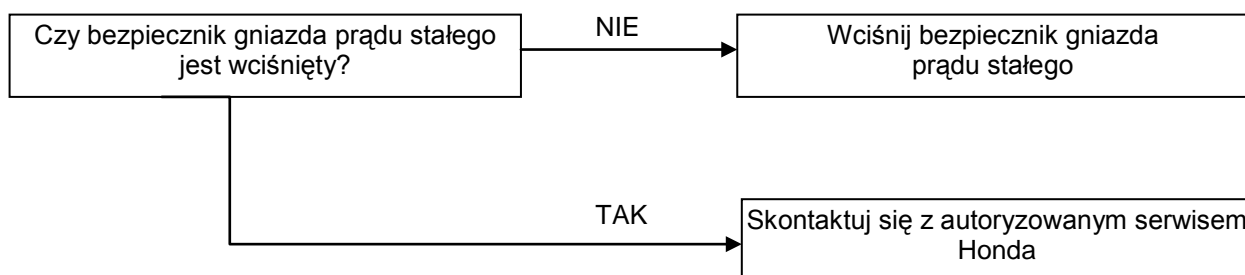 Czy bezpiecznik gniazda prądu stałego
jest wciśnięty?
NIE
Wciśnij bezpiecznik gniazda
prądu stałego
TAK
Skontaktuj się z autoryzowanym serwisem
Honda